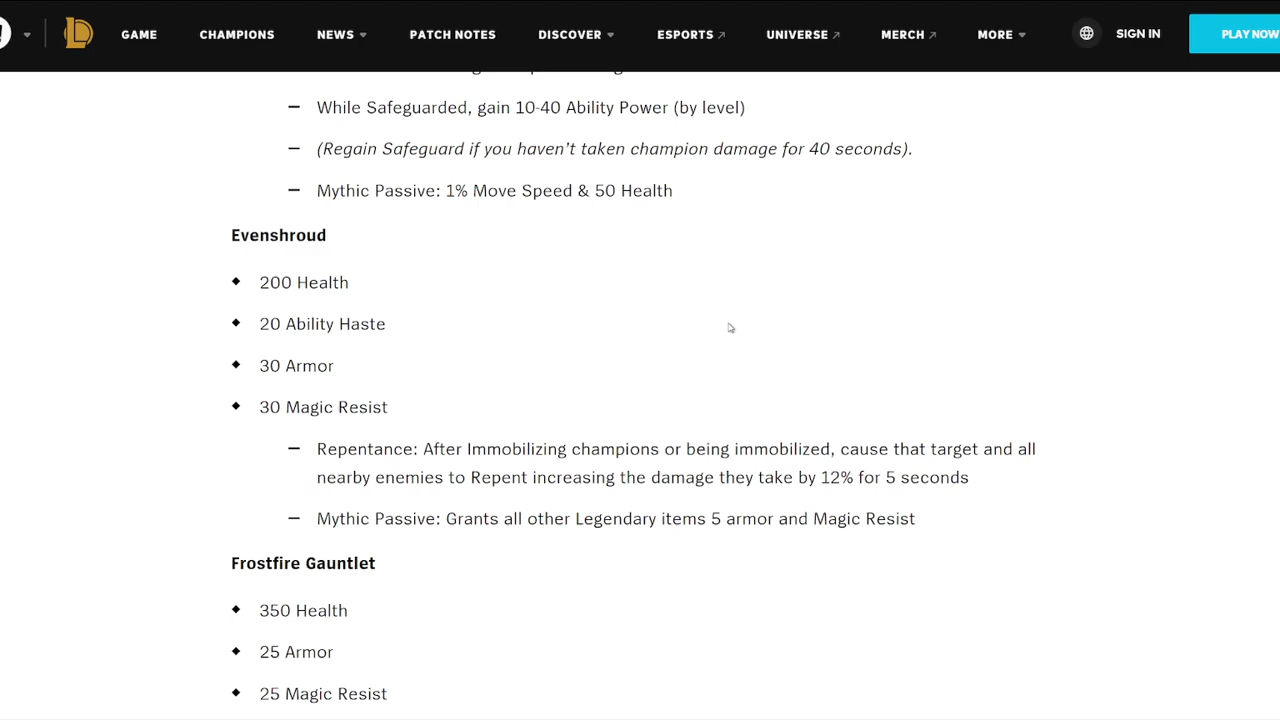 GAME CHAMPIONS NEWS PATCH NOTES DISCOVER ESPORTS UNIVERSE MERCH MORE SIGN IN PLAY NOW
– While Safeguarded, gain 10-40 Ability Power (by level)
– (Regain Safeguard if you haven't taken champion damage for 40 seconds).
– Mythic Passive: 1% Move Speed & 50 Health
Evenshroud
◆ 200 Health
◆ 20 Ability Haste
◆ 30 Armor
◆ 30 Magic Resist
– Repentance: After Immobilizing champions or being immobilized, cause that target and all
nearby enemies to Repent increasing the damage they take by 12% for 5 seconds
– Mythic Passive: Grants all other Legendary items 5 armor and Magic Resist
Frostfire Gauntlet
◆ 350 Health
◆ 25 Armor
◆ 25 Magic Resist